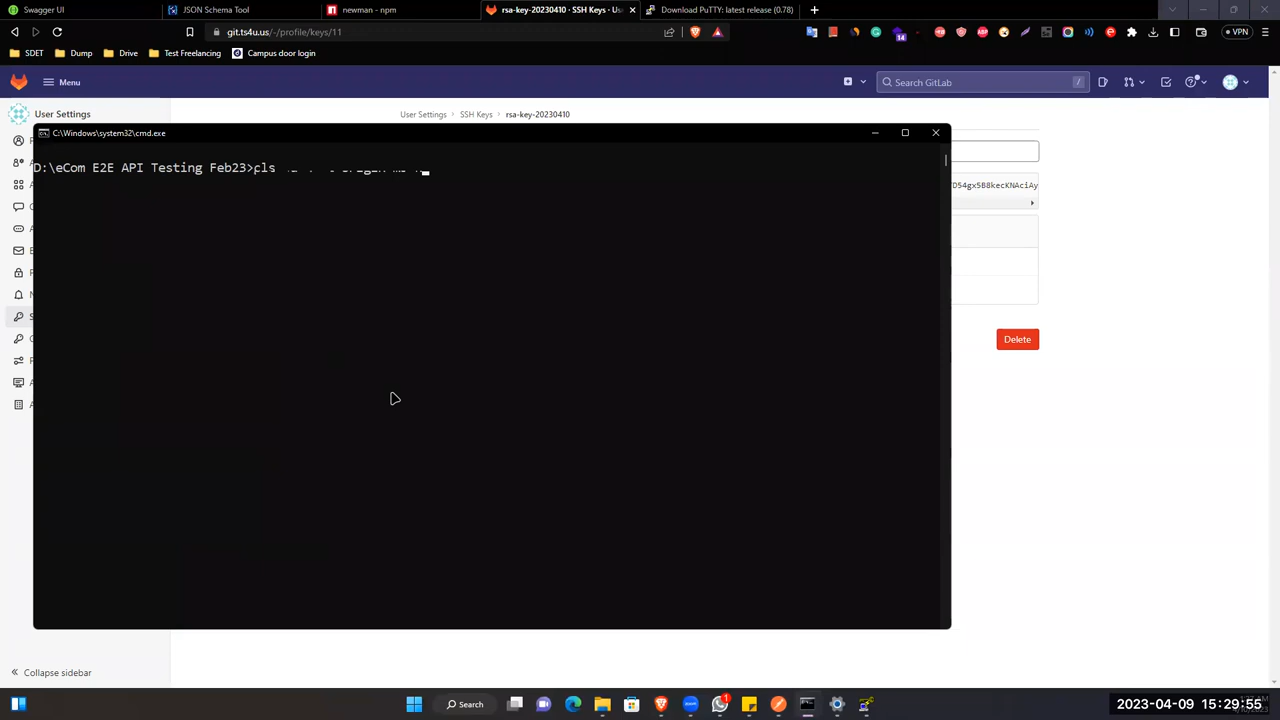 Swagger UI
JSON Schema Tool
newman - npm
rsa-key-20230410 · SSH Keys · Us
Download PuTTY: latest release (0.78)
git.ts4u.us/-/profile/keys/11
14
VPN
SDET
Dump
Drive
Test Freelancing
Campus door login
Menu
Search GitLab
/
User Settings
User Settings
SSH Keys
rsa-key-20230410
C:\Windows\system32\cmd.exe
D:\eCom E2E API Testing Feb23>cls
D54gx5B8kecKNAciAy
Delete
Collapse sidebar
Search
1
2023-04-09 15:29:55